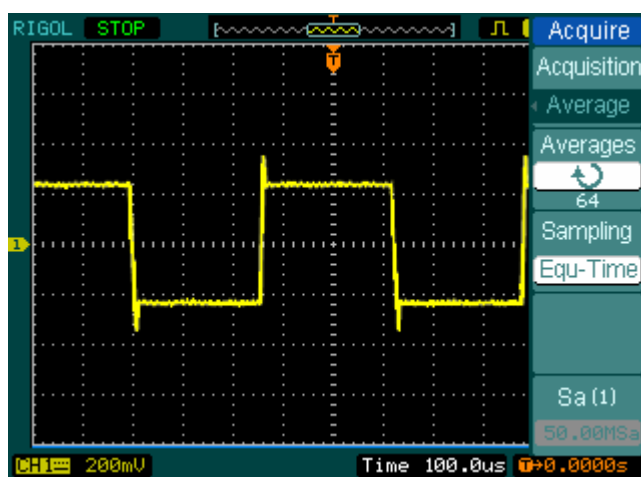 RIGOL STOP
T
T
1
Acquire
Acquisition
Average
Averages
64
Sampling
Equ-Time
Sa(1)
50.00MSa
CH1 200mV Time 100.0us T→0.0000s